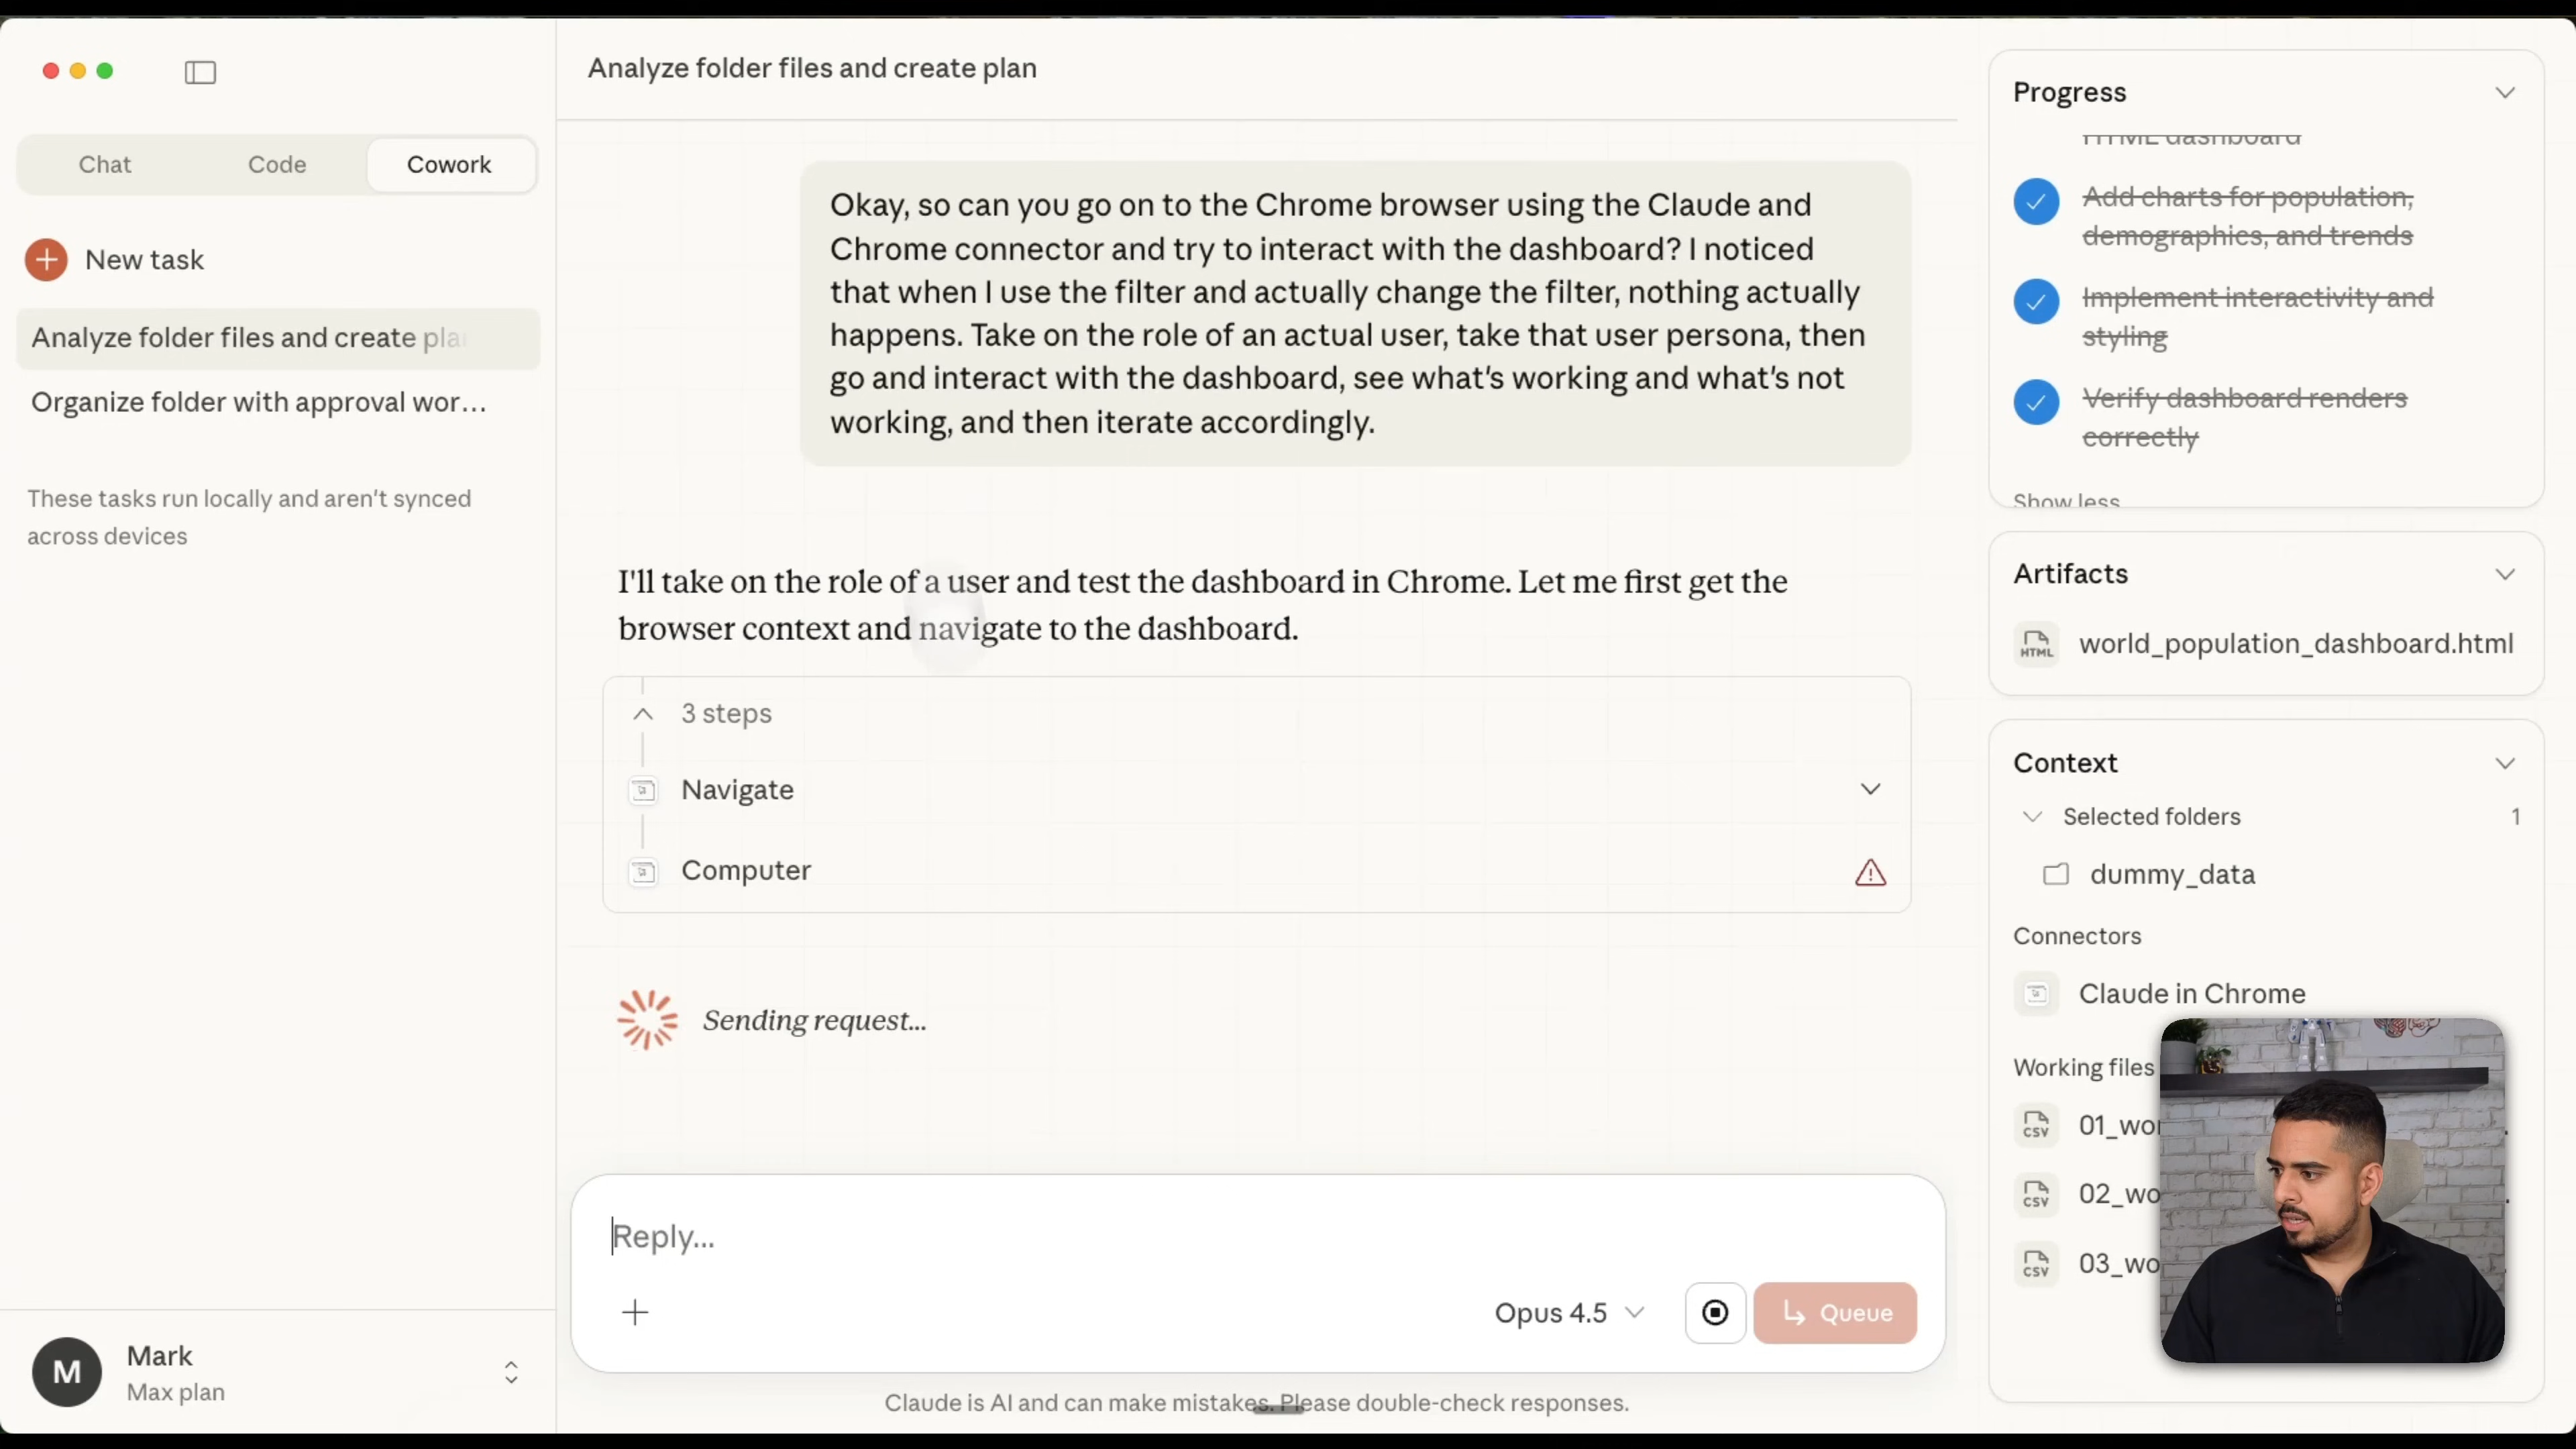 Chat
Code
Cowork
New task
Analyze folder files and create pla
Organize folder with approval wor...
These tasks run locally and aren't synced
across devices
M
Mark
Max plan
Analyze folder files and create plan
Okay, so can you go on to the Chrome browser using the Claude and
Chrome connector and try to interact with the dashboard? I noticed
that when I use the filter and actually change the filter, nothing actually
happens. Take on the role of an actual user, take that user persona, then
go and interact with the dashboard, see what's working and what's not
working, and then iterate accordingly.
I'll take on the role of a user and test the dashboard in Chrome. Let me first get the
browser context and navigate to the dashboard.
3 steps
Navigate
Computer
Sending request...
Reply...
Opus 4.5
Queue
Claude is AI and can make mistakes. Please double-check responses.
Progress
HTML dashboard
Add charts for population,
demographics, and trends
Implement interactivity and
styling
Verify dashboard renders
correctly
Show less
Artifacts
HTML
world_population_dashboard.html
Context
Selected folders
1
dummy_data
Connectors
Claude in Chrome
Working files
CSV
01_wo
CSV
02_wo
CSV
03_wo